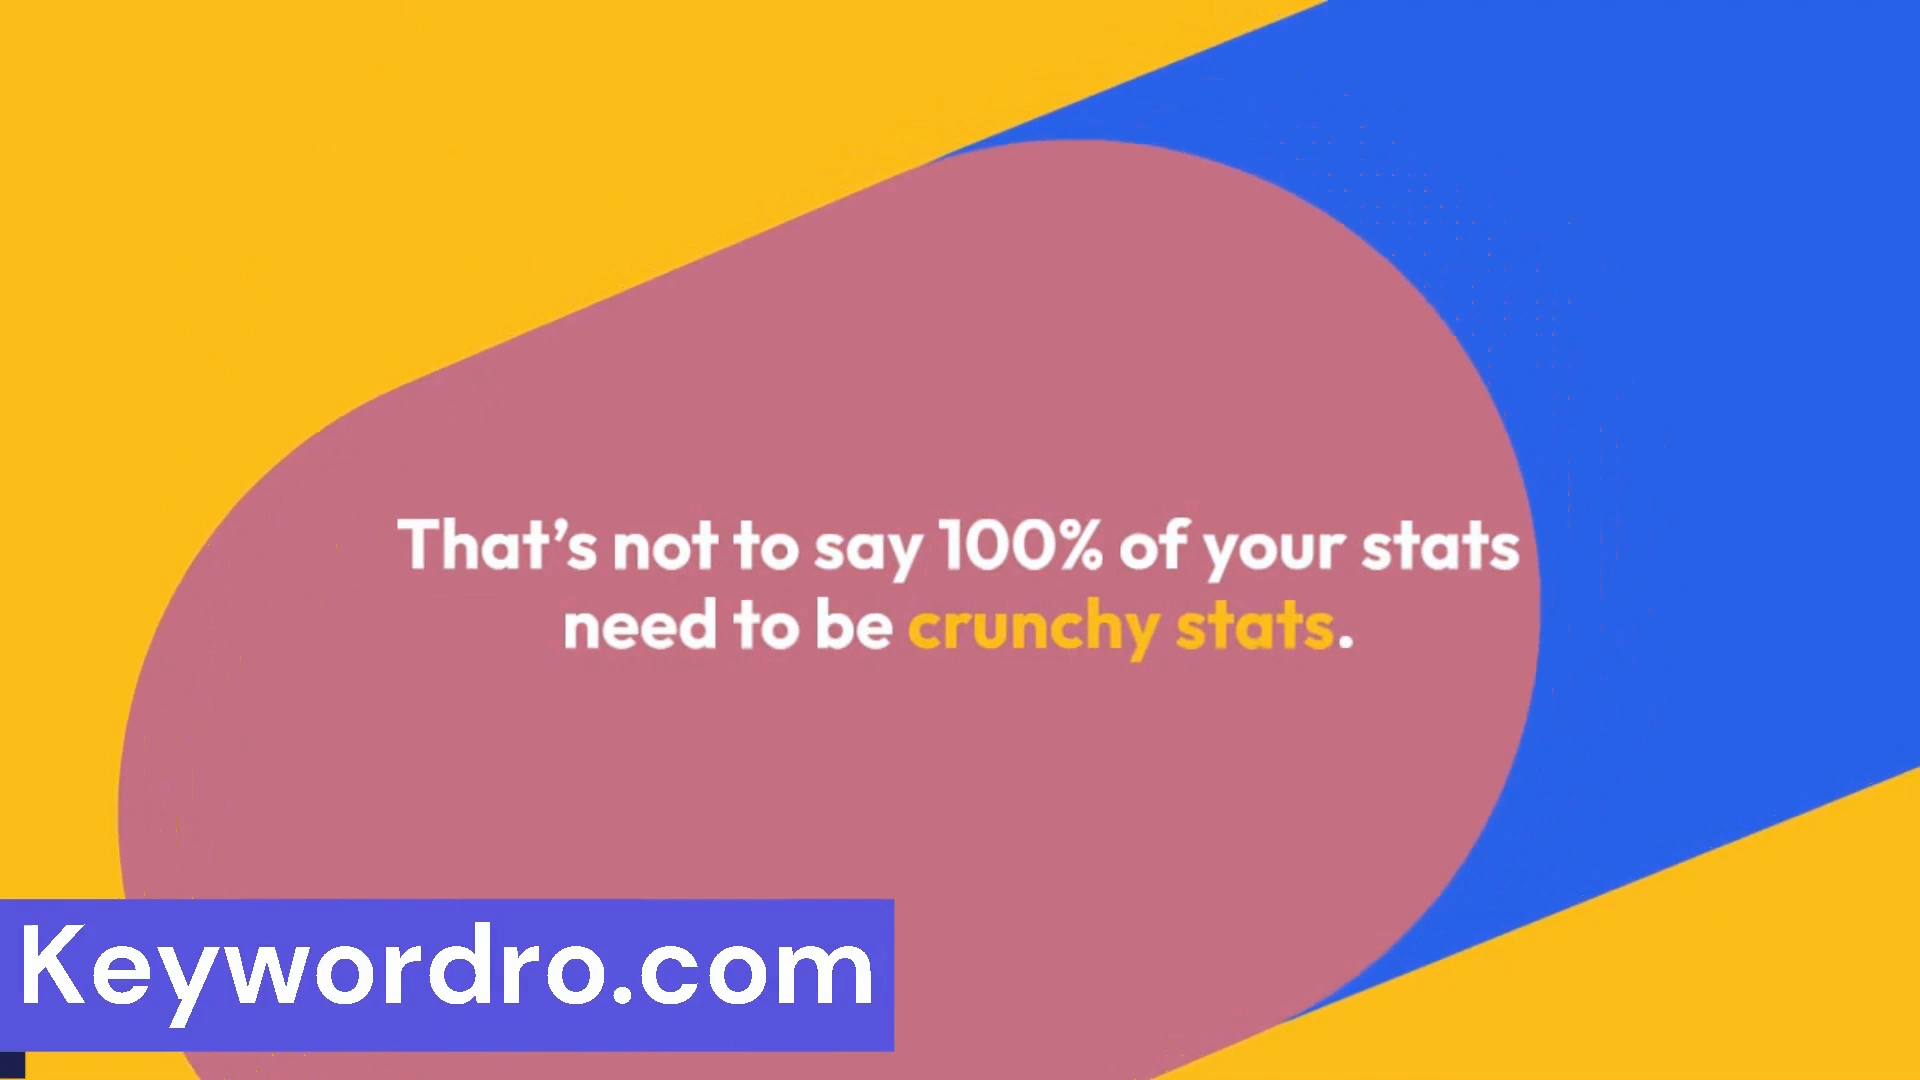 That’s not to say 100% of your stats
need to be crunchy stats.
Keywordro.com